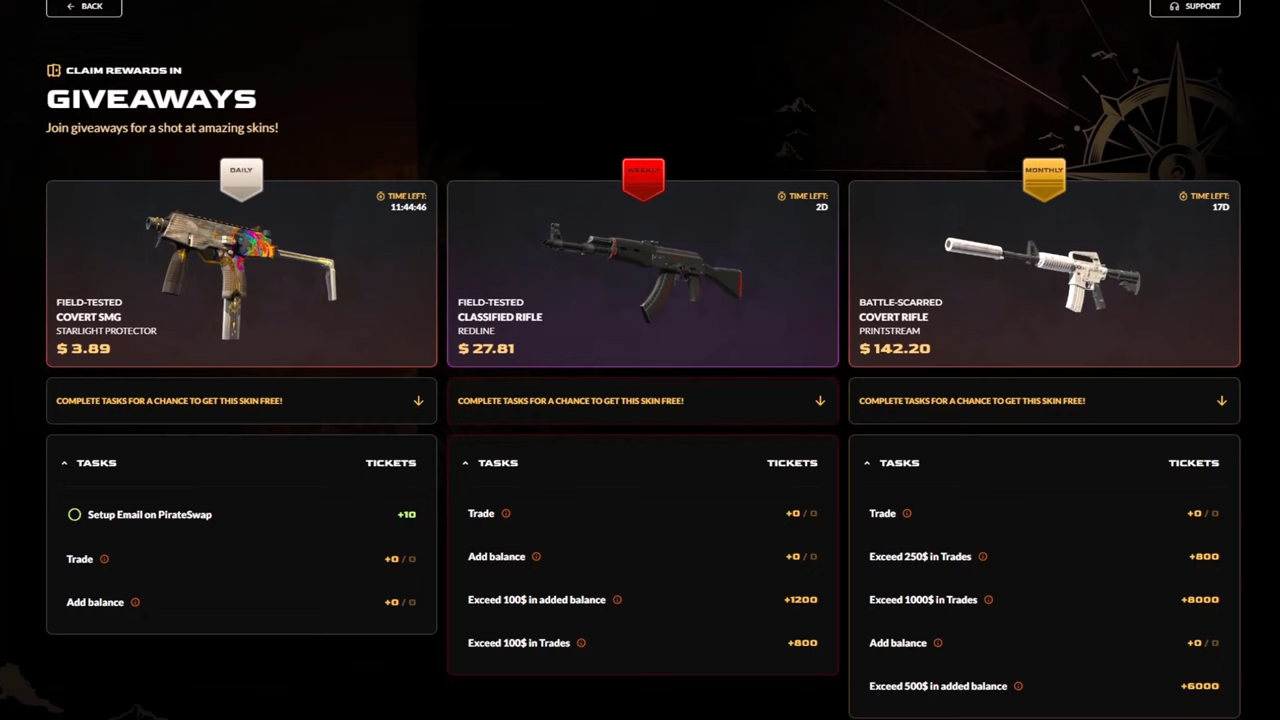 BACK
SUPPORT
CLAIM REWARDS IN
GIVEAWAYS
Join giveaways for a shot at amazing skins!
DAILY
TIME LEFT:
11:44:46
FIELD-TESTED
COVERT SMG
STARLIGHT PROTECTOR
$ 3.89
COMPLETE TASKS FOR A CHANCE TO GET THIS SKIN FREE!
TASKS TICKETS
Setup Email on PirateSwap +10
Trade +0 / 0
Add balance +0 / 0
WEEKLY
TIME LEFT:
2D
FIELD-TESTED
CLASSIFIED RIFLE
REDLINE
$ 27.81
COMPLETE TASKS FOR A CHANCE TO GET THIS SKIN FREE!
TASKS TICKETS
Trade +0 / 0
Add balance +0 / 0
Exceed 100$ in added balance +1200
Exceed 100$ in Trades +800
MONTHLY
TIME LEFT:
17D
BATTLE-SCARRED
COVERT RIFLE
PRINTSTREAM
$ 142.20
COMPLETE TASKS FOR A CHANCE TO GET THIS SKIN FREE!
TASKS TICKETS
Trade +0 / 0
Exceed 250$ in Trades +800
Exceed 1000$ in Trades +8000
Add balance +0 / 0
Exceed 500$ in added balance +6000